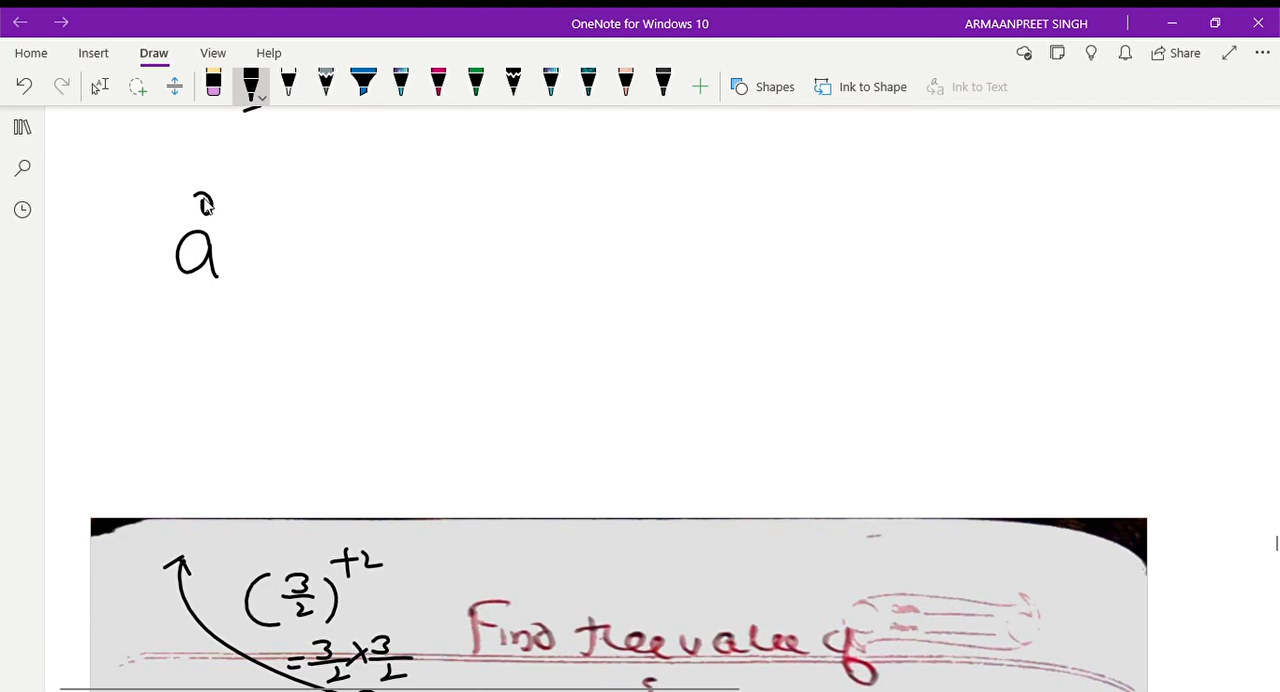 OneNote for Windows 10
ARMAANPREET SINGH
Home Insert Draw View Help
Share
Shapes Ink to Shape Ink to Text
a
(3/2)^+2
= 3/2 × 3/2
Find the value of